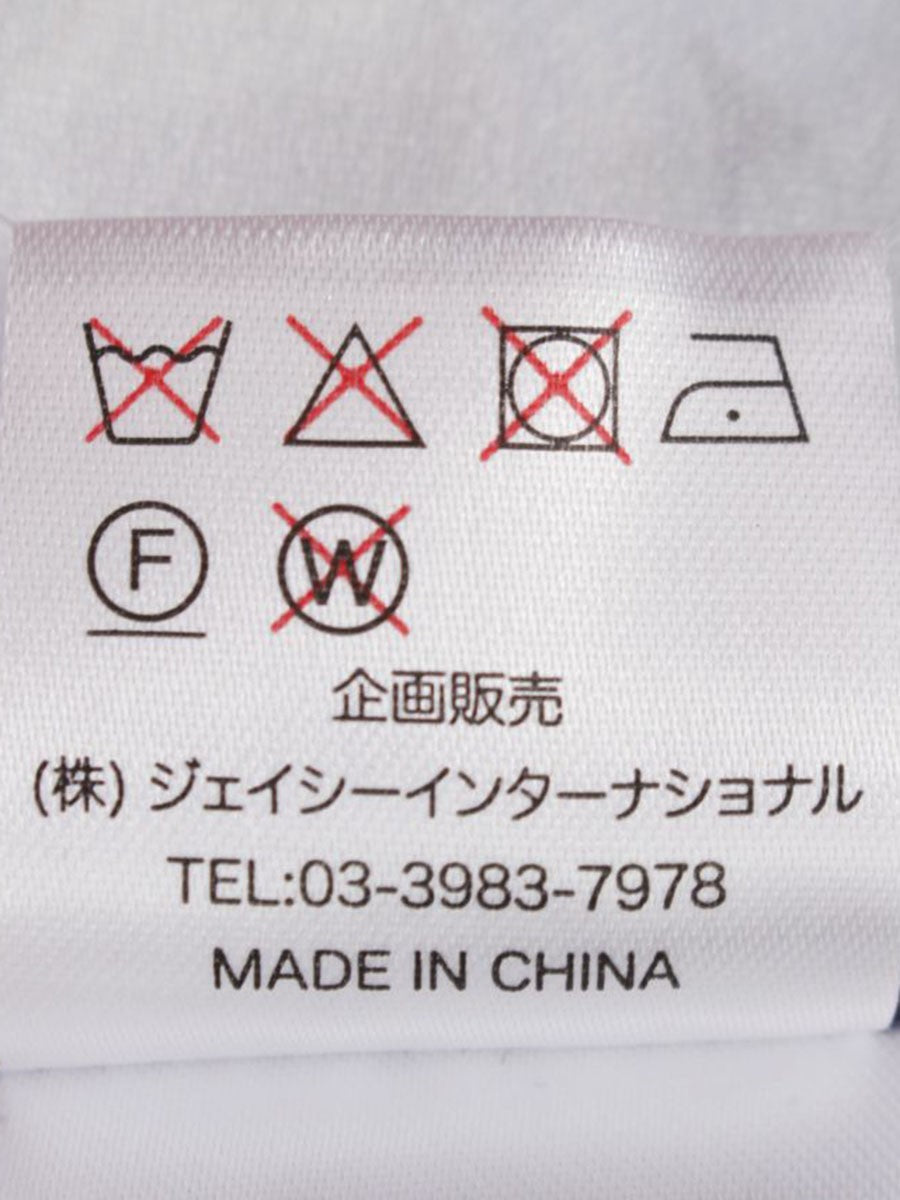 F W
企画販売
(株) ジェイシーインターナショナル
TEL:03-3983-7978
MADE IN CHINA